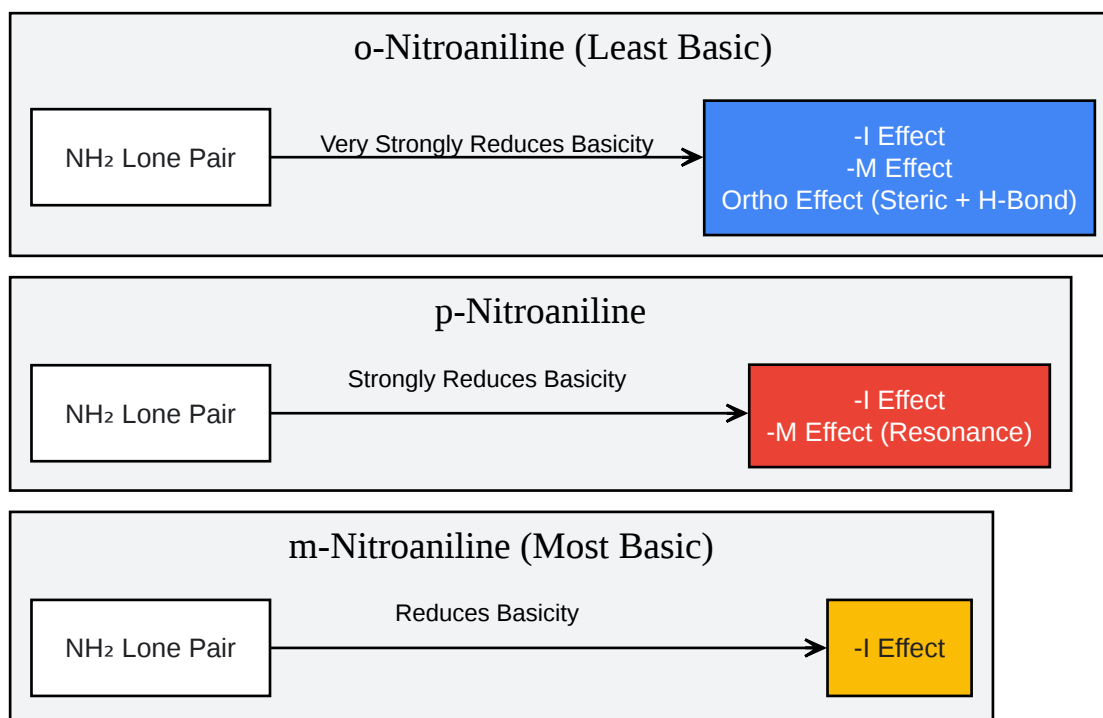 o-Nitroaniline (Least Basic)
NH₂ Lone Pair
Very Strongly Reduces Basicity
-I Effect
-M Effect
Ortho Effect (Steric + H-Bond)
p-Nitroaniline
NH₂ Lone Pair
Strongly Reduces Basicity
-I Effect
-M Effect (Resonance)
m-Nitroaniline (Most Basic)
NH₂ Lone Pair
Reduces Basicity
-I Effect